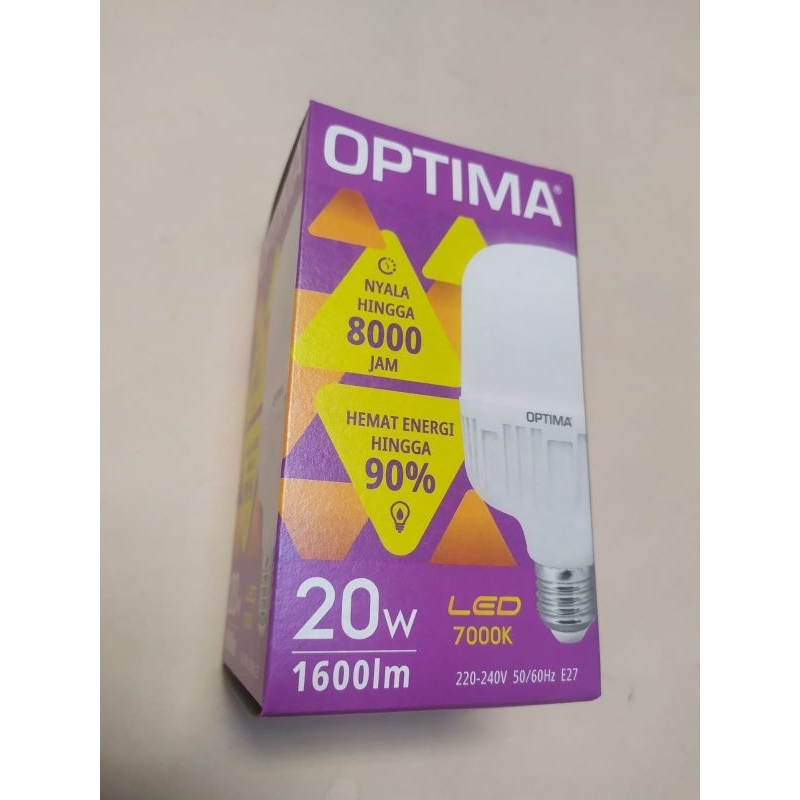 OPTIMA®
NYALA
HINGGA
8000
JAM
HEMAT ENERGI
HINGGA
90%
OPTIMA
20W
1600lm
LED
7000K
220-240V 50/60Hz E27